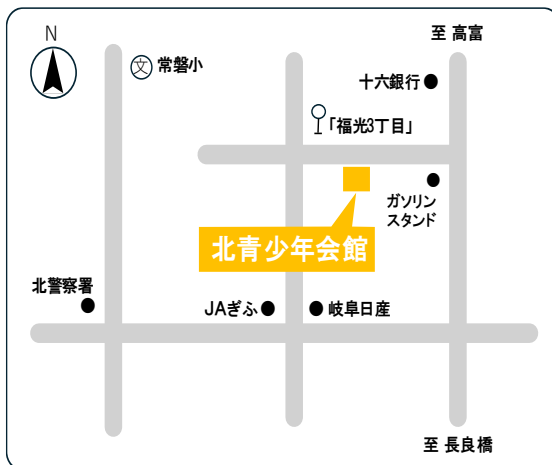 N
至 高富
文 常磐小
十六銀行
「福光3丁目」
ガソリン
スタンド
北青少年会館
北警察署
JAぎふ
岐阜日産
至 長良橋